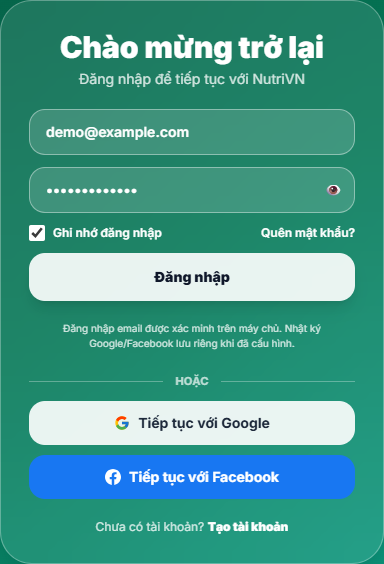 Chào mừng trở lại
Đăng nhập để tiếp tục với NutriVN
demo@example.com
•••••••••••••
Ghi nhớ đăng nhập
Quên mật khẩu?
Đăng nhập
Đăng nhập email được xác minh trên máy chủ. Nhật ký
Google/Facebook lưu riêng khi đã cấu hình.
HOẶC
Tiếp tục với Google
Tiếp tục với Facebook
Chưa có tài khoản? Tạo tài khoản